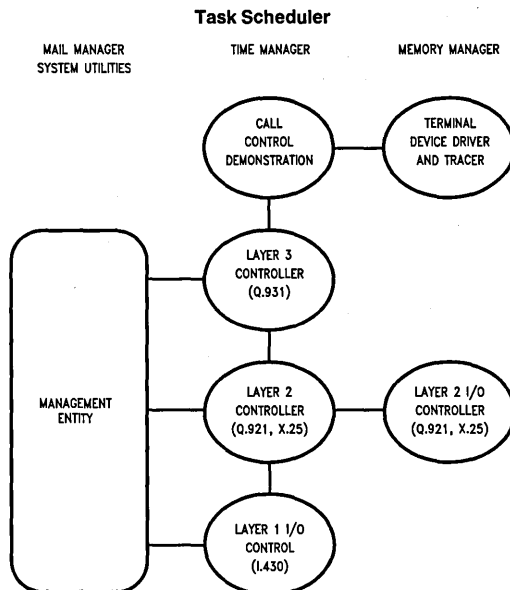 Task Scheduler
MAIL MANAGER
SYSTEM UTILITIES
TIME MANAGER
MEMORY MANAGER
CALL
CONTROL
DEMONSTRATION
TERMINAL
DEVICE DRIVER
AND TRACER
LAYER 3
CONTROLLER
(Q.931)
MANAGEMENT
ENTITY
LAYER 2
CONTROLLER
(Q.921, X.25)
LAYER 2 I/O
CONTROLLER
(Q.921, X.25)
LAYER 1 I/O
CONTROL
(I.430)